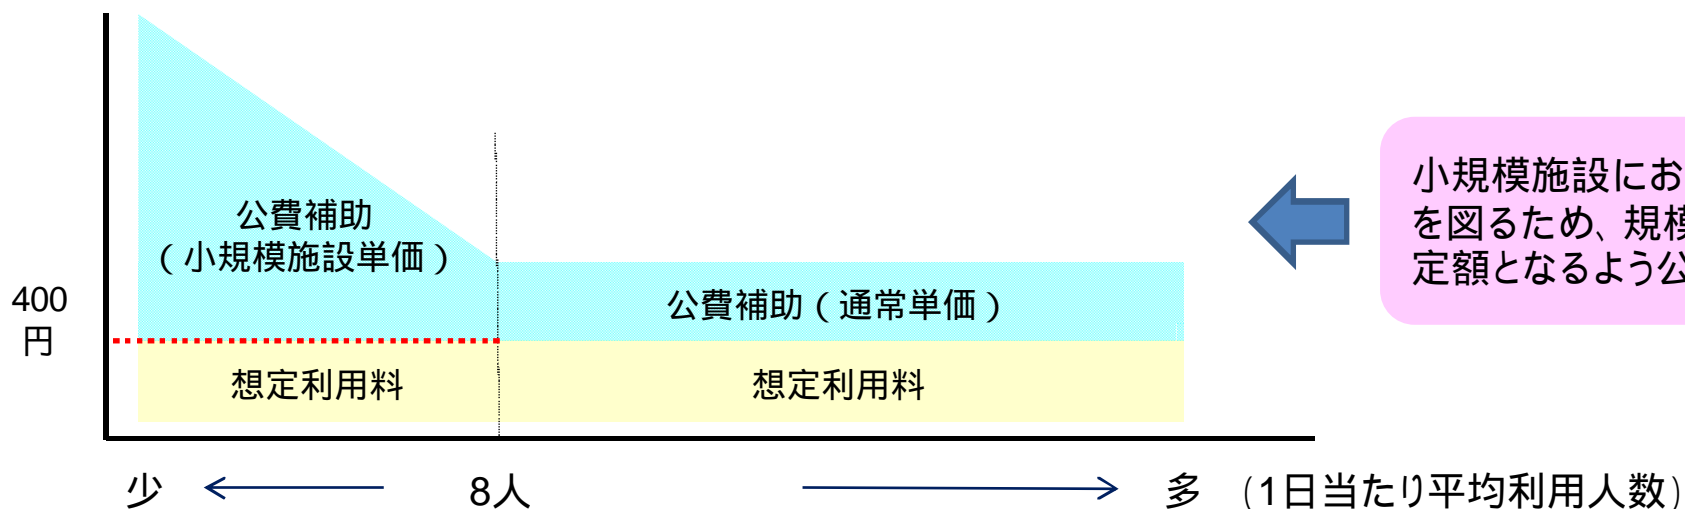 公費補助
（小規模施設単価）
公費補助（通常単価）
400
円
想定利用料
想定利用料
小規模施設にお
を図るため、規模
定額となるよう公
少
8人
多
（1日当たり平均利用人数）